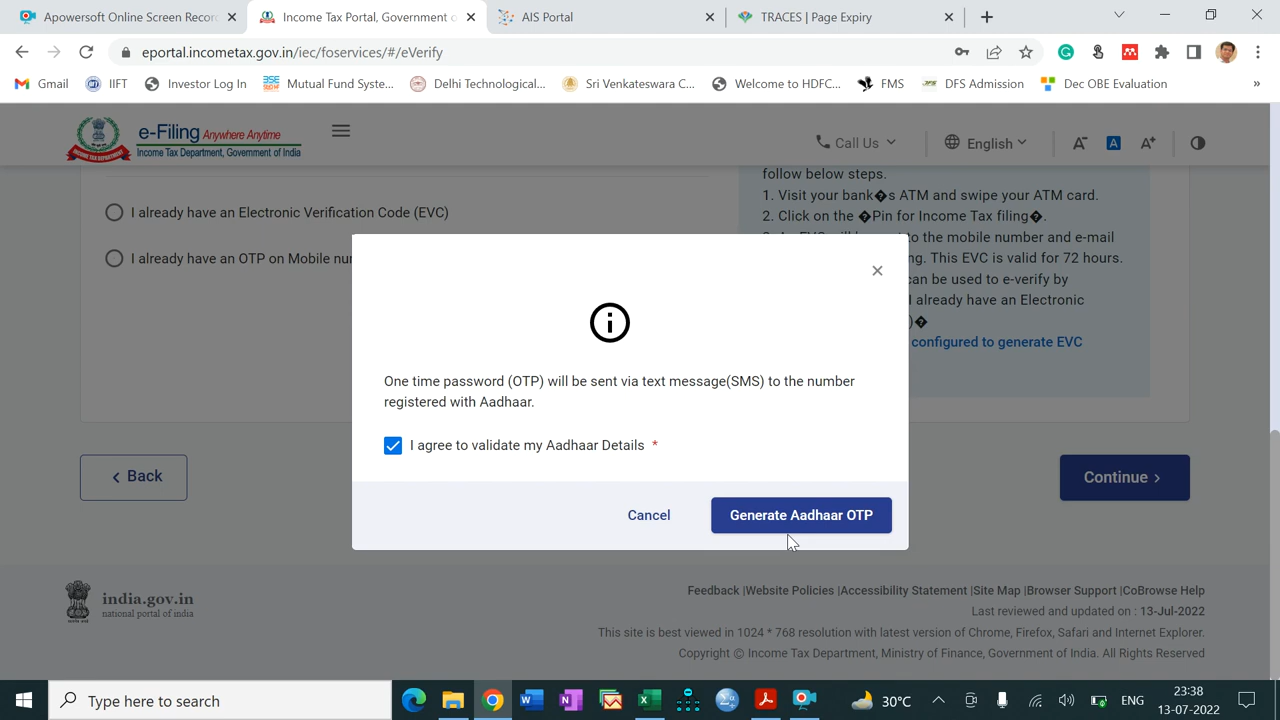 Apowersoft Online Screen Recor
Income Tax Portal, Government o
AIS Portal
TRACES | Page Expiry
eportal.incometax.gov.in/iec/foservices/#/eVerify
Gmail
IIFT
Investor Log In
Mutual Fund Syste...
Delhi Technological...
Sri Venkateswara C...
Welcome to HDFC...
FMS
DFS Admission
Dec OBE Evaluation
»
e-Filing Anywhere Anytime
Income Tax Department, Government of India
Call Us
English
A-
A
A+
follow below steps.
1. Visit your bank�s ATM and swipe your ATM card.
2. Click on the �Pin for Income Tax filing�.
to the mobile number and e-mail
ng. This EVC is valid for 72 hours.
can be used to e-verify by
I already have an Electronic
)�
configured to generate EVC
I already have an Electronic Verification Code (EVC)
I already have an OTP on Mobile nu
One time password (OTP) will be sent via text message(SMS) to the number
registered with Aadhaar.
I agree to validate my Aadhaar Details *
Cancel
Generate Aadhaar OTP
Back
Continue
india.gov.in
national portal of india
Feedback |Website Policies |Accessibility Statement |Site Map |Browser Support |CoBrowse Help
Last reviewed and updated on : 13-Jul-2022
This site is best viewed in 1024 * 768 resolution with latest version of Chrome, Firefox, Safari and Internet Explorer.
Copyright © Income Tax Department, Ministry of Finance, Government of India. All Rights Reserved
Type here to search
30°C
ENG
23:38
13-07-2022